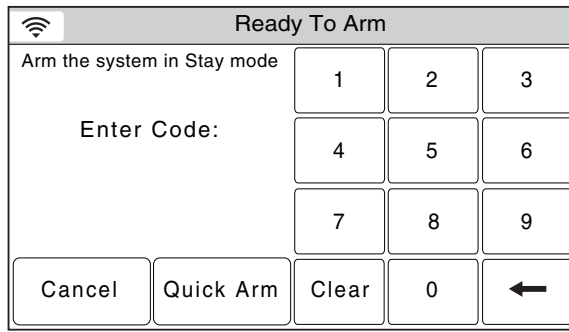 Ready To Arm
Arm the system in Stay mode
Enter Code:
1 2 3
4 5 6
7 8 9
Cancel Quick Arm Clear 0